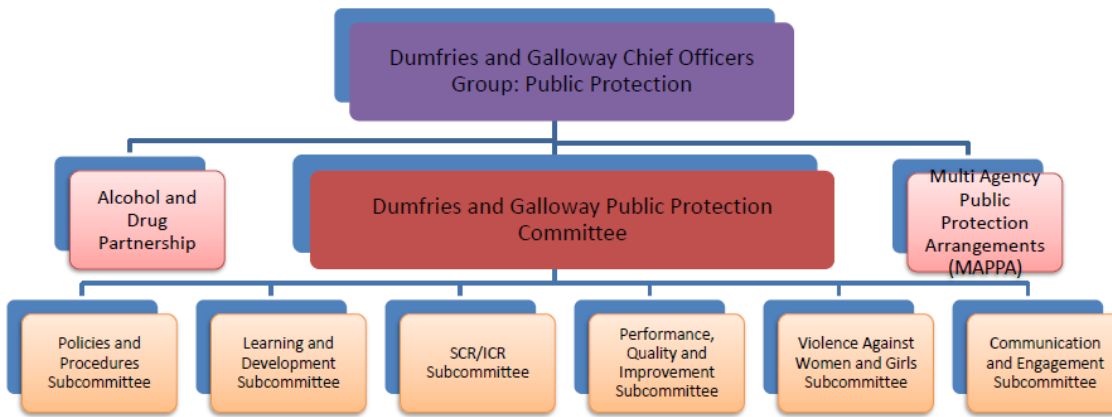 Dumfries and Galloway Chief Officers
Group: Public Protection
Alcohol and
Drug
Partnership
Dumfries and Galloway Public Protection
Committee
Multi Agency
Public
Protection
Arrangements
(MAPPA)
Policies and
Procedures
Subcommittee
Learning and
Development
Subcommittee
SCR/ICR
Subcommittee
Performance,
Quality and
Improvement
Subcommittee
Violence Against
Women and Girls
Subcommittee
Communication
and Engagement
Subcommittee